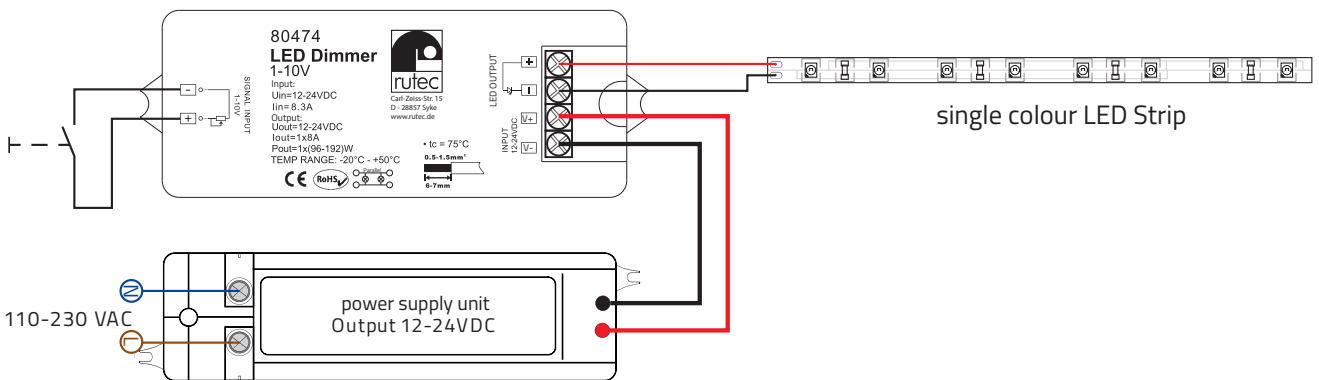 80474
LED Dimmer
1-10V
Input:
Uin=12-24VDC
Iin= 8.3A
Output:
Uout=12-24VDC
Iout=1x8A
Pout=1x(96-192)W
TEMP RANGE: -20°C - +50°C
CE RoHS Parallel
rutec
Carl-Zeiss-Str. 15
D - 28857 Syke
www.rutec.de
• tc = 75°C
0.5-1.5mm²
6-7mm
-
+
SIGNAL INPUT
1-10V
LED OUTPUT
+
-
INPUT
12-24VDC
V+
V-
single colour LED Strip
110-230 VAC
N
L
power supply unit
Output 12-24VDC